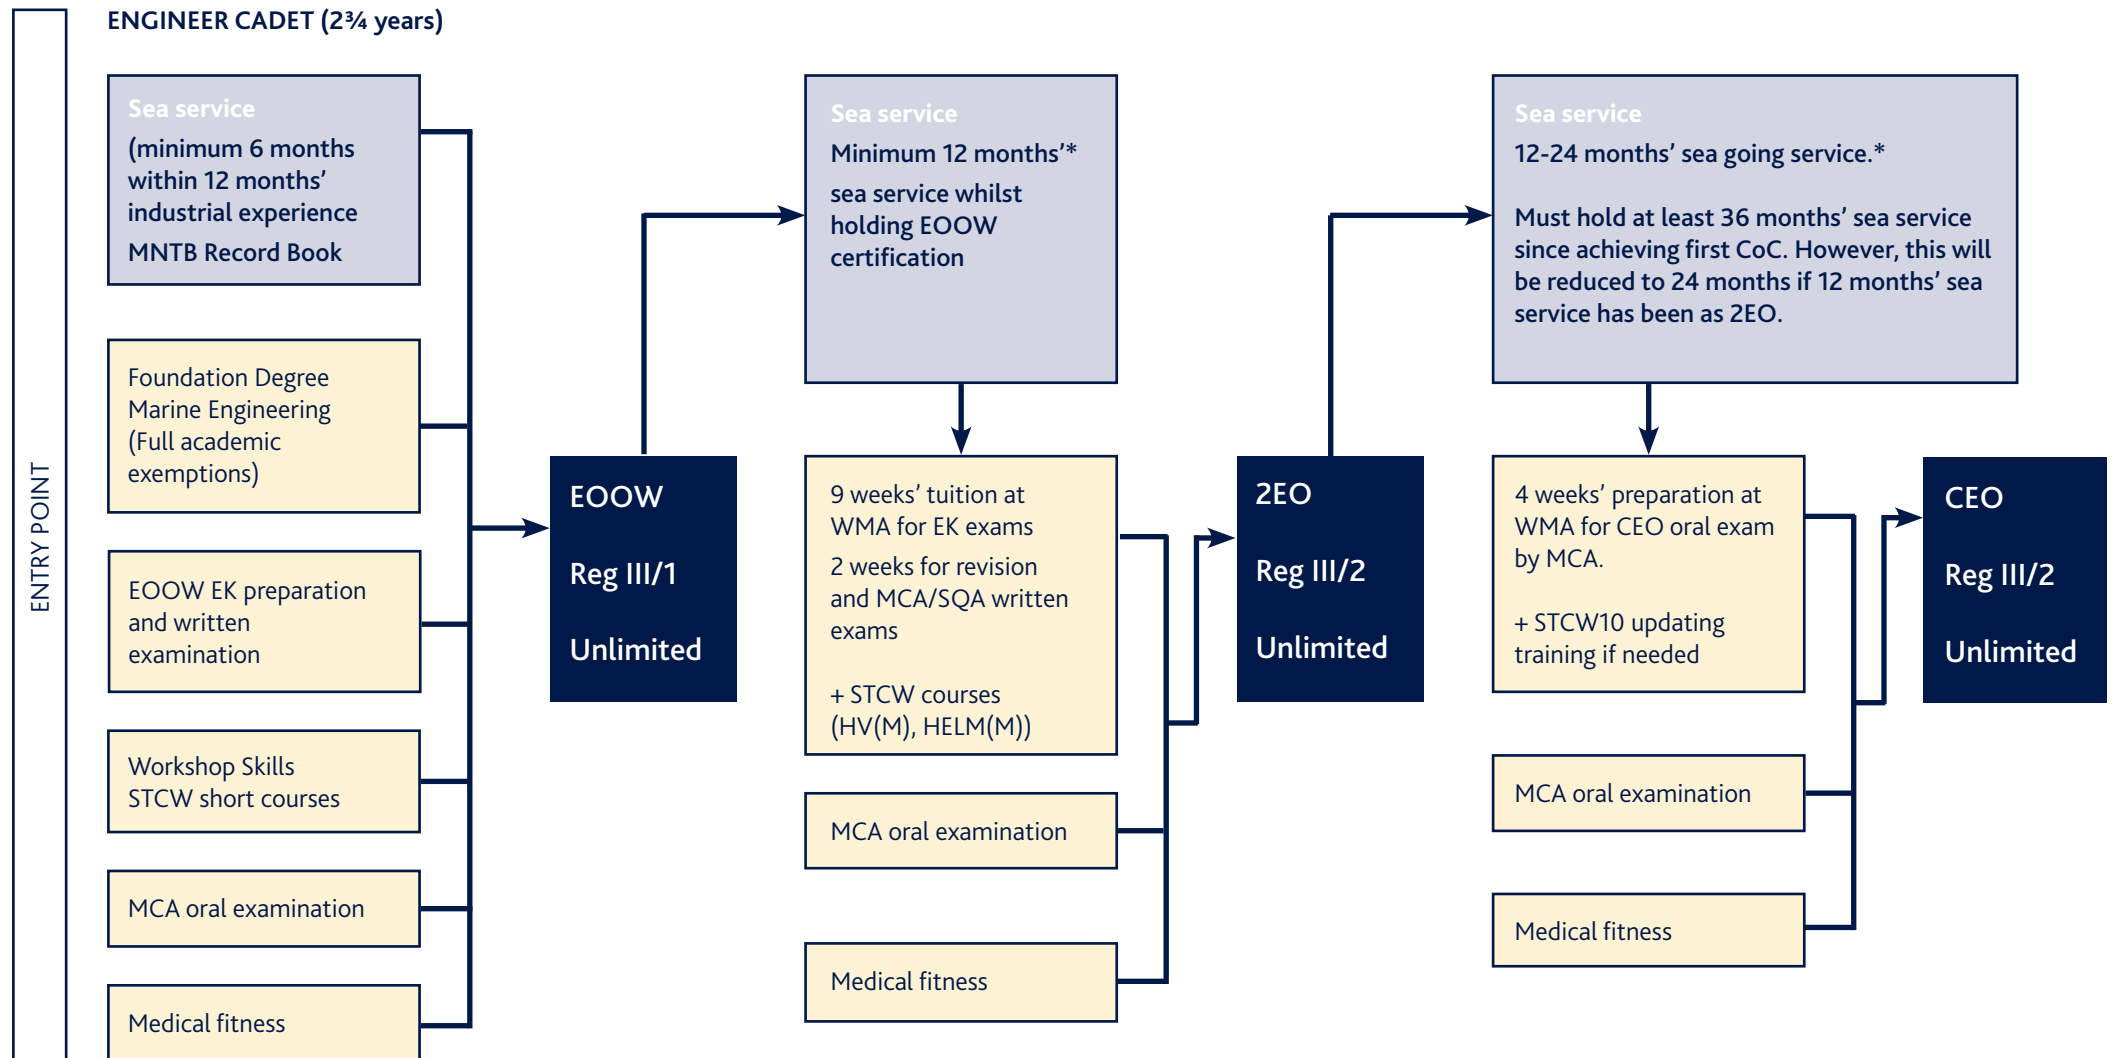 ENGINEER CADET (2¾ years)
ENTRY POINT
Sea service
(minimum 6 months
within 12 months’
industrial experience
MNTB Record Book
Foundation Degree
Marine Engineering
(Full academic
exemptions)
EOOW EK preparation
and written
examination
Workshop Skills
STCW short courses
MCA oral examination
Medical fitness
EOOW
Reg III/1
Unlimited
Sea service
Minimum 12 months’*
sea service whilst
holding EOOW
certification
9 weeks’ tuition at
WMA for EK exams
2 weeks for revision
and MCA/SQA written
exams
+ STCW courses
(HV(M), HELM(M))
MCA oral examination
Medical fitness
2EO
Reg III/2
Unlimited
Sea service
12-24 months’ sea going service.*
Must hold at least 36 months’ sea service
since achieving first CoC. However, this will
be reduced to 24 months if 12 months’ sea
service has been as 2EO.
4 weeks’ preparation at
WMA for CEO oral exam
by MCA.
+ STCW10 updating
training if needed
MCA oral examination
Medical fitness
CEO
Reg III/2
Unlimited